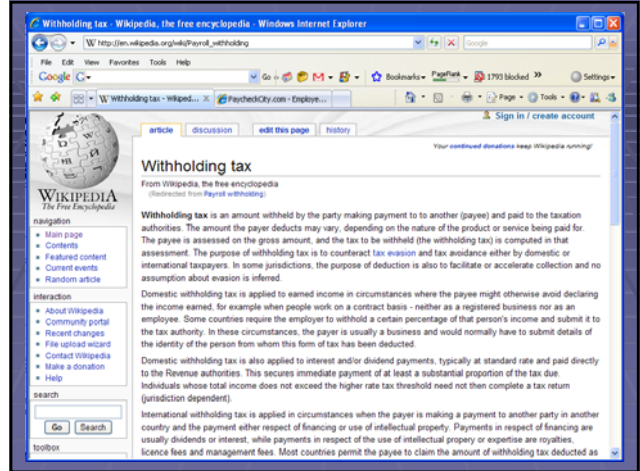 Withholding tax - Wikipedia, the free encyclopedia - Windows Internet Explorer
W http://en.wikipedia.org/wiki/Payroll_withholding
Google
File Edit View Favorites Tools Help
Google G Go Bookmarks PageRank 1793 blocked » Settings
W Withholding tax - Wikiped... X PaycheckCity.com - Employe... Page Tools
Sign in / create account
article discussion edit this page history
Your continued donations keep Wikipedia running!
Withholding tax
From Wikipedia, the free encyclopedia
(Redirected from Payroll withholding)
Withholding tax is an amount withheld by the party making payment to to another (payee) and paid to the taxation
authorities. The amount the payer deducts may vary, depending on the nature of the product or service being paid for.
The payee is assessed on the gross amount, and the tax to be withheld (the withholding tax) is computed in that
assessment. The purpose of withholding tax is to counteract tax evasion and tax avoidance either by domestic or
international taxpayers. In some jurisdictions, the purpose of deduction is also to facilitate or accelerate collection and no
assumption about evasion is inferred.
Domestic withholding tax is applied to earned income in circumstances where the payee might otherwise avoid declaring
the income earned, for example when people work on a contract basis - neither as a registered business nor as an
employee. Some countries require the employer to withhold a certain percentage of that person's income and submit it to
the tax authority. In these circumstances, the payer is usually a business and would normally have to submit details of
the identity of the person from whom this form of tax has been deducted.
Domestic withholding tax is also applied to interest and/or dividend payments, typically at standard rate and paid directly
to the Revenue authorities. This secures immediate payment of at least a substantial proportion of the tax due.
Individuals whose total income does not exceed the higher rate tax threshold need not then complete a tax return
(jurisdiction dependent).
International withholding tax is applied in circumstances when the payer is making a payment to another party in another
country and the payment either respect of financing or use of intellectual property. Payments in respect of financing are
usually dividends or interest, while payments in respect of the use of intellectual propery or expertise are royalties,
licence fees and management fees. Most countries permit the payee to claim the amount of withholding tax deducted as
WIKIPEDIA
The Free Encyclopedia
navigation
Main page
Contents
Featured content
Current events
Random article
interaction
About Wikipedia
Community portal
Recent changes
File upload wizard
Contact Wikipedia
Make a donation
Help
search
Go Search
toolbox